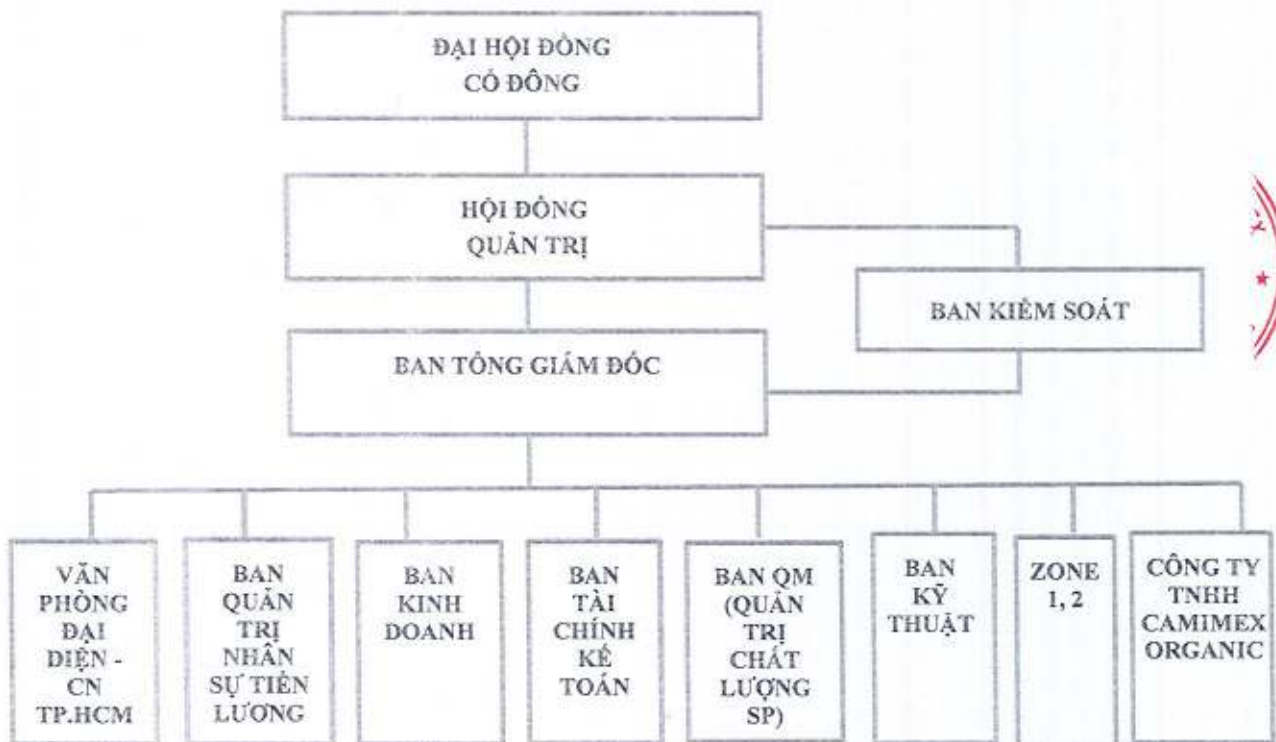 ĐẠI HỘI ĐỒNG
CỔ ĐÔNG
HỘI ĐỒNG
QUẢN TRỊ
BAN KIỂM SOÁT
BAN TỔNG GIÁM ĐỐC
VĂN
PHÒNG
ĐẠI
DIỆN -
CN
TP.HCM
BAN
QUẢN
TRỊ
NHÂN
SỰ TIỀN
LƯƠNG
BAN
KINH
DOANH
BAN
TÀI
CHÍNH
KẾ
TOÁN
BAN QM
(QUẢN
TRỊ
CHẤT
LƯỢNG
SP)
BAN
KỸ
THUẬT
ZONE
1, 2
CÔNG TY
TNHH
CAMIMEX
ORGANIC